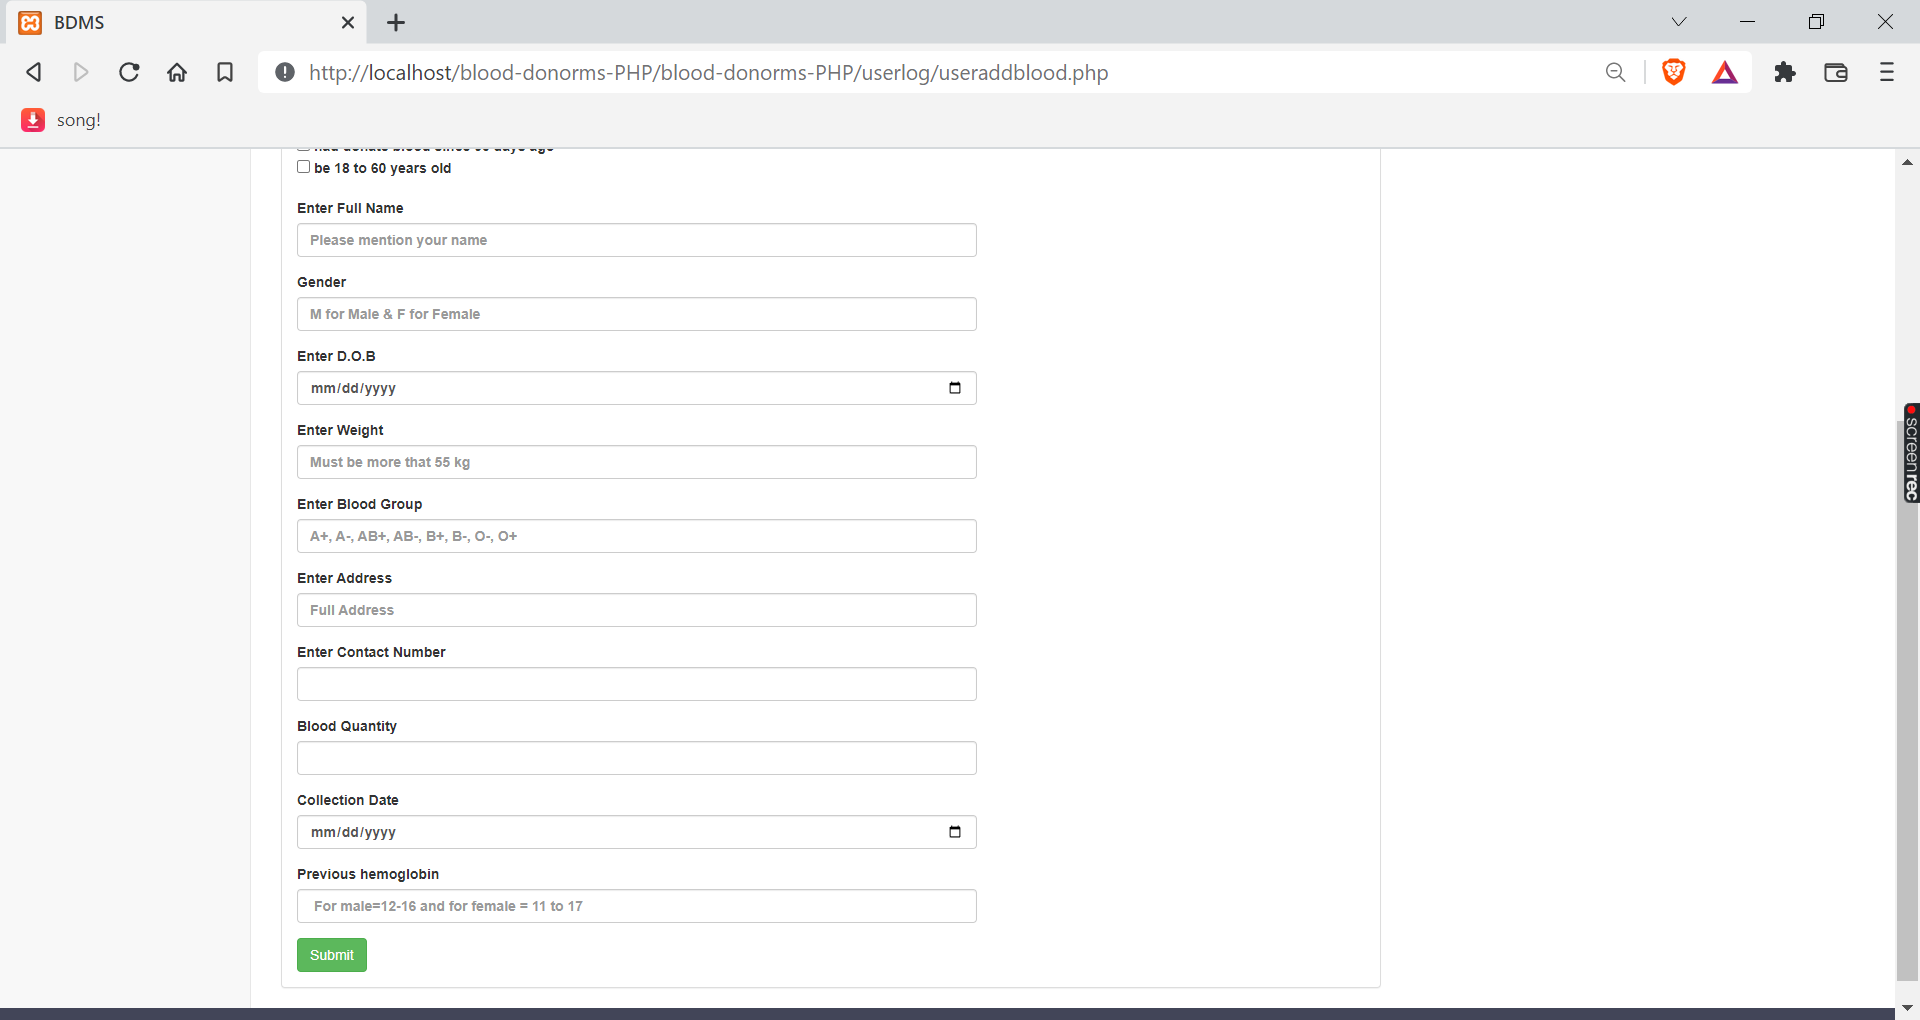 BDMS
http://localhost/blood-donorms-PHP/blood-donorms-PHP/userlog/useraddblood.php
song!
be 18 to 60 years old
Enter Full Name
Please mention your name
Gender
M for Male & F for Female
Enter D.O.B
mm/dd/yyyy
Enter Weight
Must be more that 55 kg
Enter Blood Group
A+, A-, AB+, AB-, B+, B-, O-, O+
Enter Address
Full Address
Enter Contact Number
Blood Quantity
Collection Date
mm/dd/yyyy
Previous hemoglobin
For male=12-16 and for female = 11 to 17
Submit
screenrec